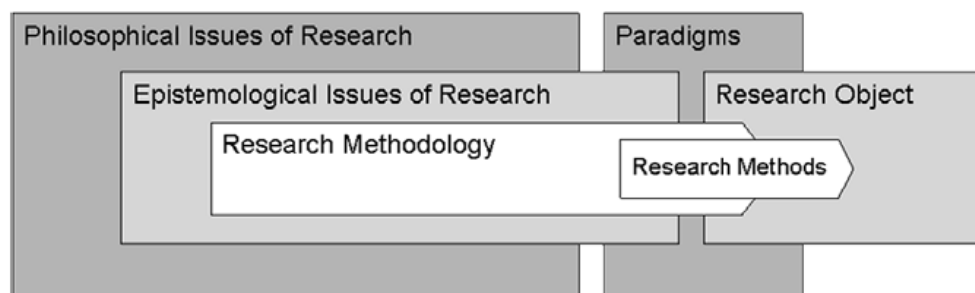 Philosophical Issues of Research
Paradigms
Epistemological Issues of Research
Research Object
Research Methodology
Research Methods